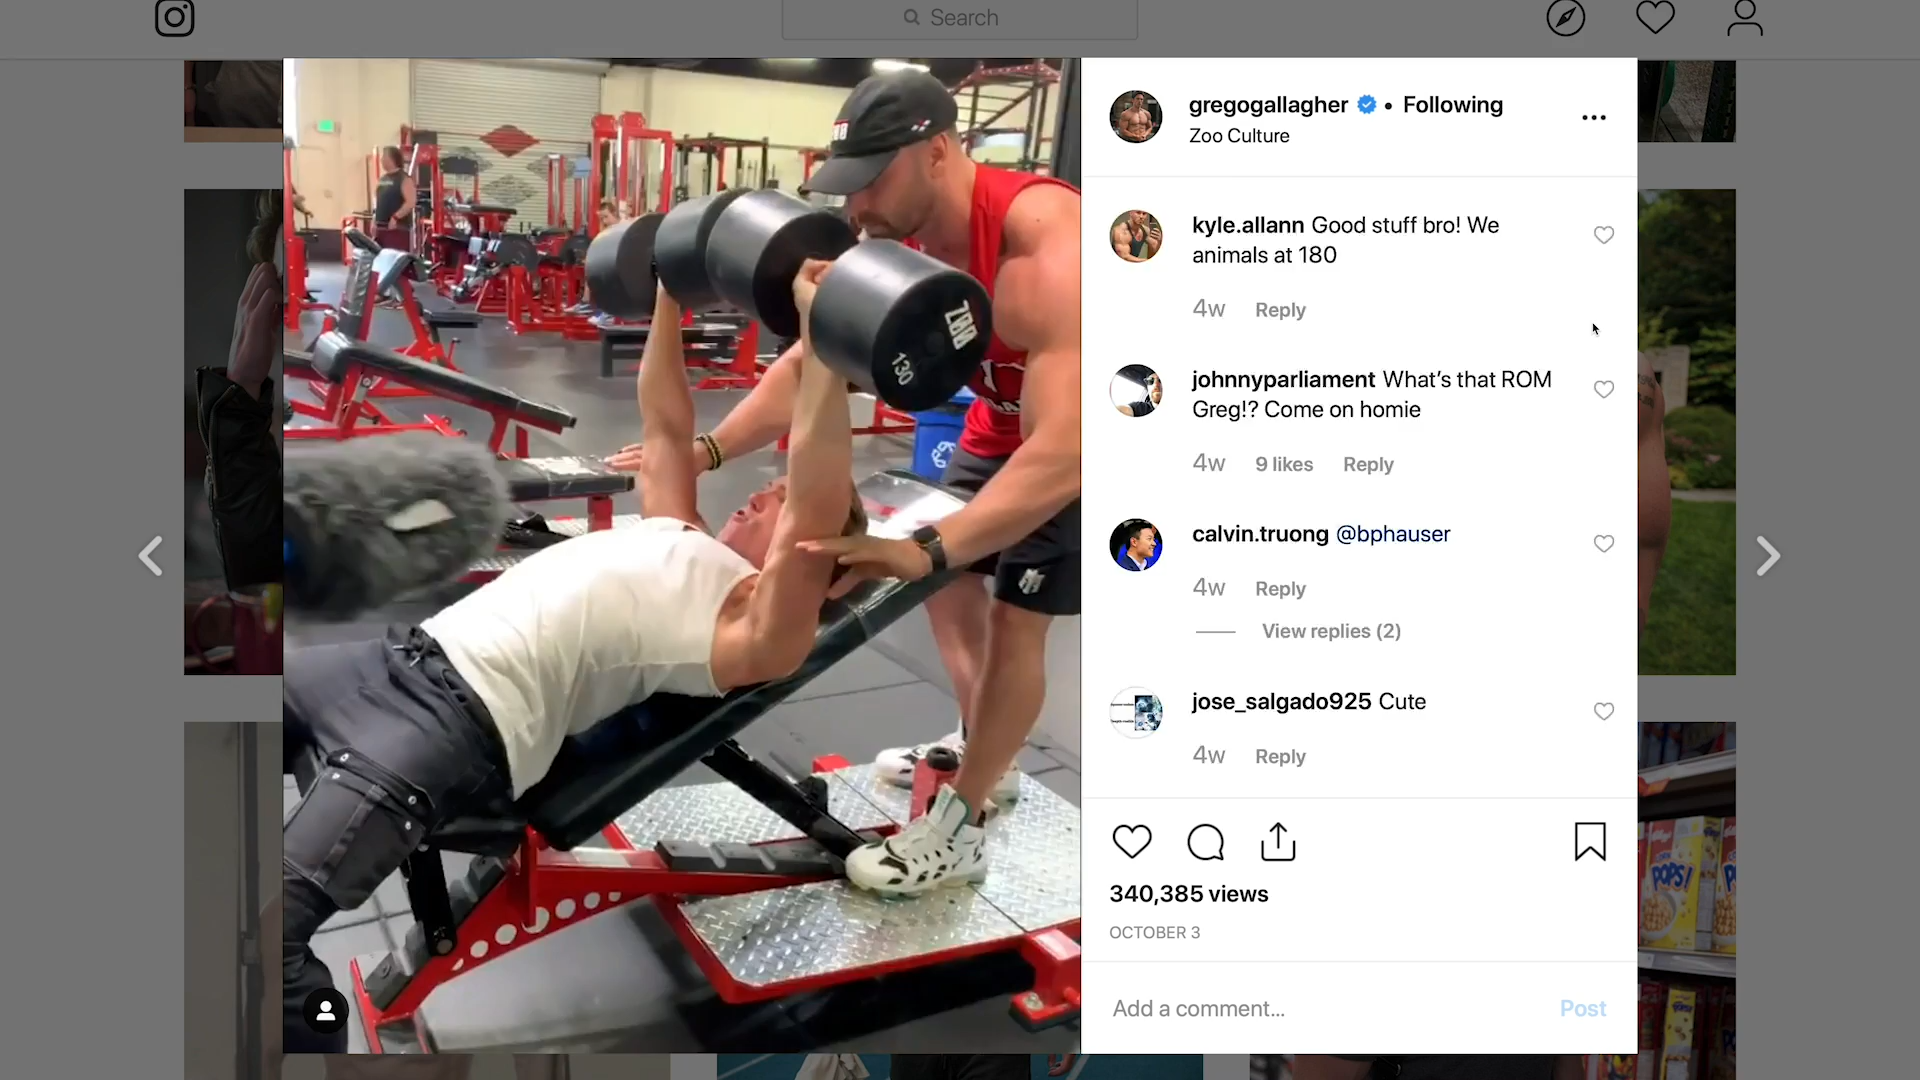 Search
gregogallagher • Following
Zoo Culture
kyle.allann Good stuff bro! We
animals at 180
4w Reply
johnnyparliament What's that ROM
Greg!? Come on homie
4w 9 likes Reply
calvin.truong @bphauser
4w Reply
View replies (2)
jose_salgado925 Cute
4w Reply
340,385 views
OCTOBER 3
Add a comment... Post
130
POPS!